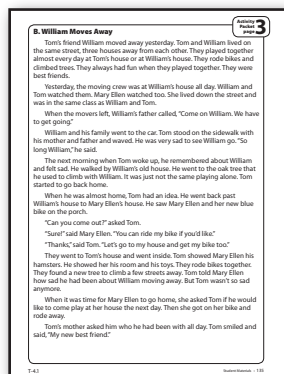 Activity
Packet
page 3
B. William Moves Away
Tom's friend William moved away yesterday. Tom and William lived on
the same street, three houses away from each other. They played together
almost every day at Tom's house or at William's house. They rode bikes and
climbed trees. They always had fun when they played together. They were
best friends.
Yesterday, the moving crew was at William's house all day. William and
Tom watched them. Mary Ellen watched too. She lived down the street and
was in the same class as William and Tom.
When the movers left, William's father called, "Come on William. We have
to get going."
William and his family went to the car. Tom stood on the sidewalk with
his mother and father and waved. He was very sad to see William go. "So
long William," he said.
The next morning when Tom woke up, he remembered about William
and felt sad. He walked by William's old house. He went to the oak tree that
he used to climb with William. It was just not the same playing alone. Tom
started to go back home.
When he was almost home, Tom had an idea. He went back past
William's house to Mary Ellen's house. He saw Mary Ellen and her new blue
bike on the porch.
"Can you come out?" asked Tom.
"Sure!" said Mary Ellen. "You can ride my bike if you'd like."
"Thanks," said Tom. "Let's go to my house and get my bike too."
They went to Tom's house and went inside. Tom showed Mary Ellen his
hamsters. He showed her his room and his toys. They rode bikes together.
They found a new tree to climb a few streets away. Tom told Mary Ellen
how sad he had been about William moving away. But Tom wasn't so sad
anymore.
When it was time for Mary Ellen to go home, she asked Tom if he would
like to come play at her house the next day. Then she got on her bike and
rode away.
Tom's mother asked him who he had been with all day. Tom smiled and
said, "My new best friend."
T-4.1
Student Materials • 135